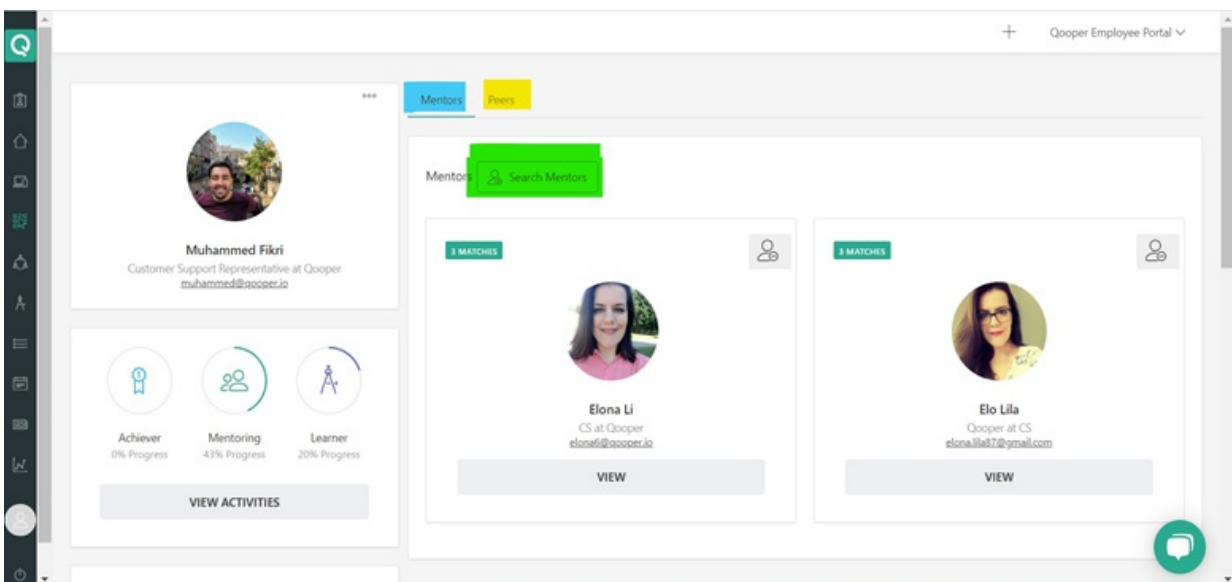 Q
Qooper Employee Portal
Mentors Peers
Muhammed Fikri
Customer Support Representative at Qooper
muhammed@qooper.io
Achiever
0% Progress
Mentoring
43% Progress
Learner
20% Progress
VIEW ACTIVITIES
Mentors Search Mentors
3 MATCHES
Elona Li
CS at Qooper
elona6@qooper.io
VIEW
3 MATCHES
Elo Lila
Qooper at CS
elona.lila87@gmail.com
VIEW